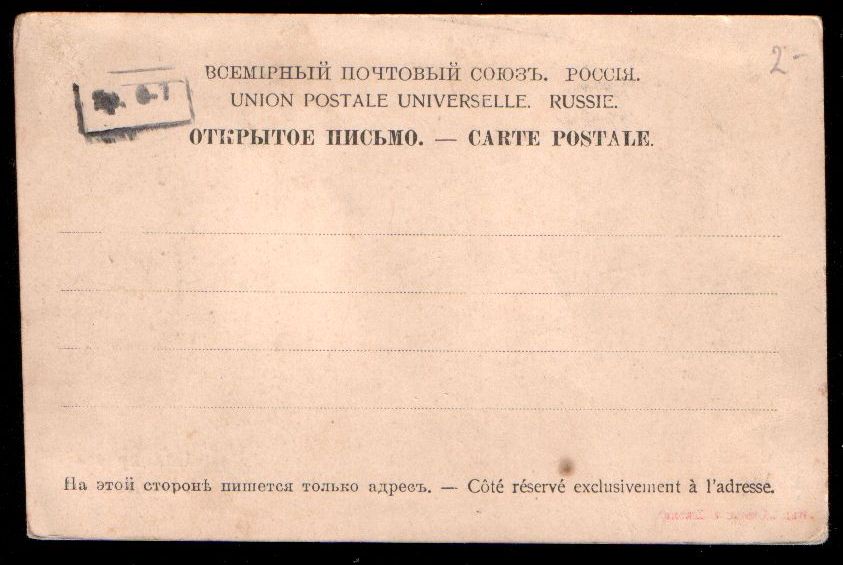 ВСЕМІРНЫЙ ПОЧТОВЫЙ СОЮЗЪ. РОССІЯ.
2-
UNION POSTALE UNIVERSELLE. RUSSIE.
ОТКРЫТОЕ ПИСЬМО. — CARTE POSTALE.
На этой сторонѣ пишется только адресъ. — Côté réservé exclusivement à l'adresse.